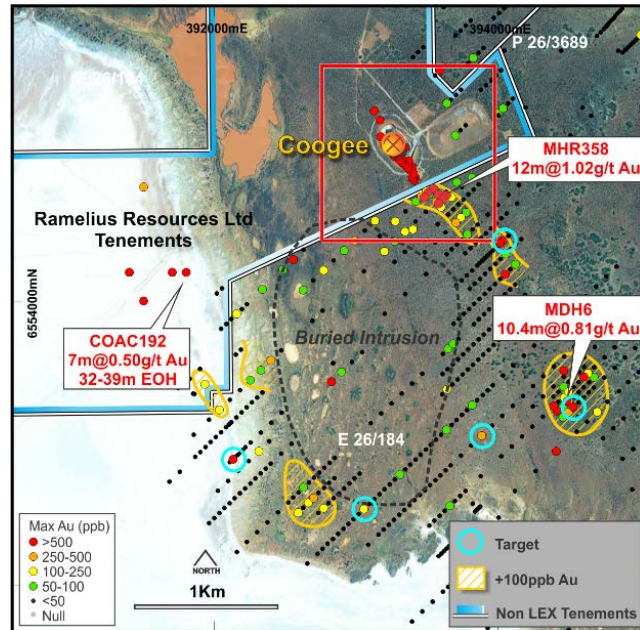 392000mE
394000mE
P 26/3689
E 26/184
Coogee
MHR358
12m@1.02g/t Au
Ramelius Resources Ltd
Tenements
6554000mN
COAC192
7m@0.50g/t Au
32-39m EOH
Buried Intrusion
MDH6
10.4m@0.81g/t Au
E 26/184
Max Au (ppb)
>500
250-500
100-250
50-100
<50
Null
NORTH
1Km
Target
+100ppb Au
Non LEX Tenements